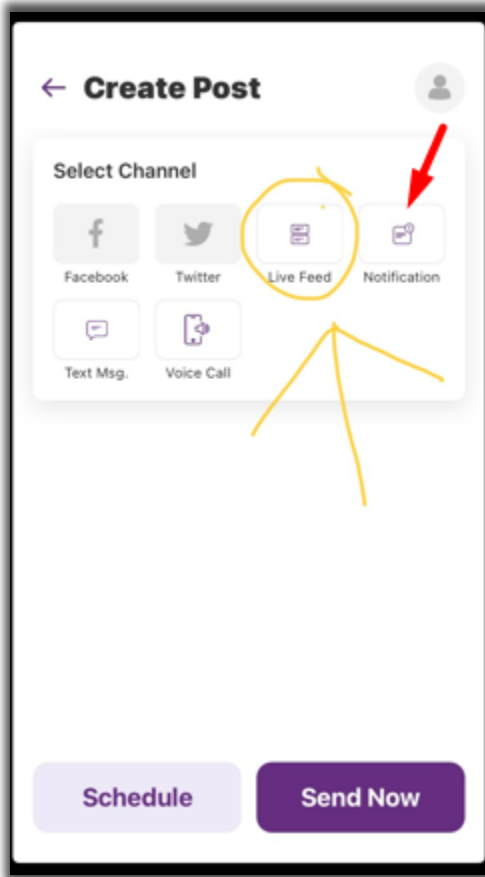 Create Post
Select Channel
Facebook Twitter Live Feed Notification
Text Msg. Voice Call
Schedule Send Now